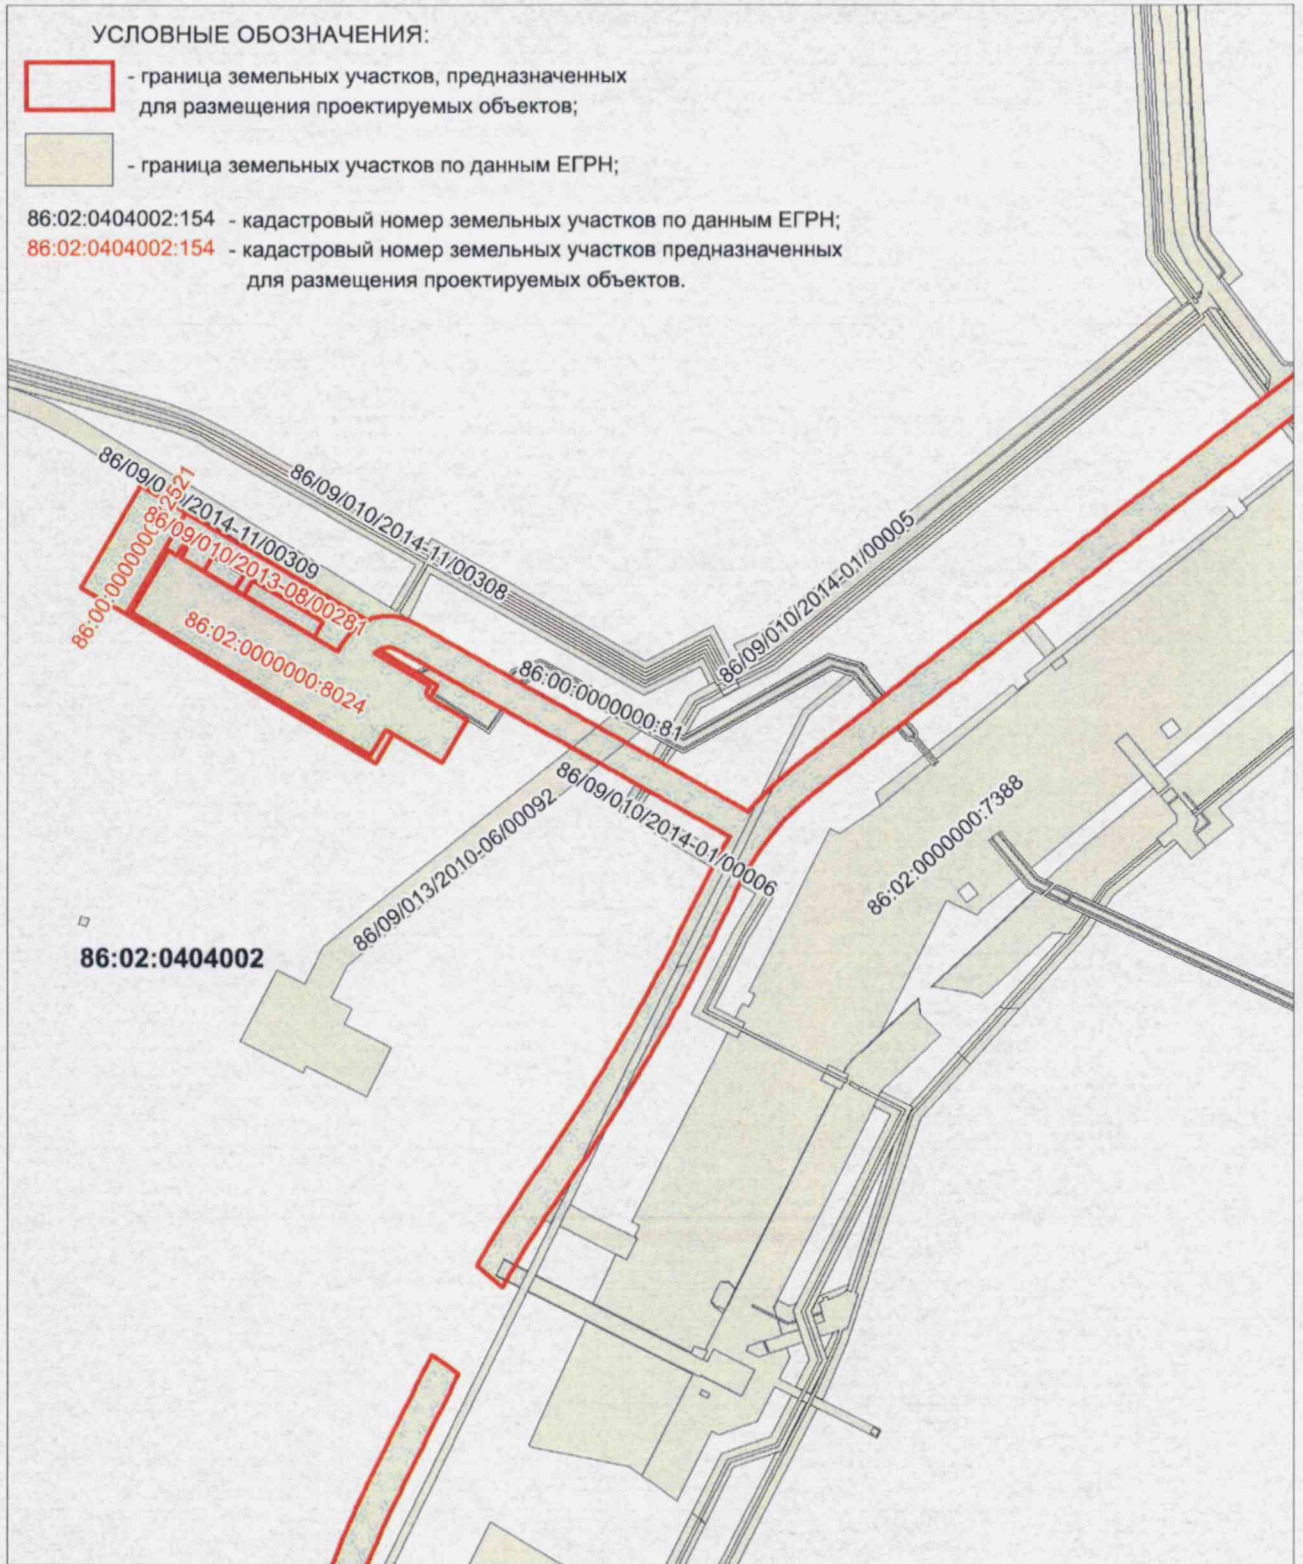 УСЛОВНЫЕ ОБОЗНАЧЕНИЯ:
- граница земельных участков, предназначенных
для размещения проектируемых объектов;
- граница земельных участков по данным ЕГРН;
86:02:0404002:154 - кадастровый номер земельных участков по данным ЕГРН;
86:02:0404002:154 - кадастровый номер земельных участков предназначенных
для размещения проектируемых объектов.
86/09/010/2014-11/00308
86/09/010/2013-08/00281
86:02:0000000:8024
86/09/010/2014-01/00005
86:00:0000000:81
86/09/010/2014-01/00006
86/09/013/2010-06/00092
86:02:0000000:7388
86:02:0404002